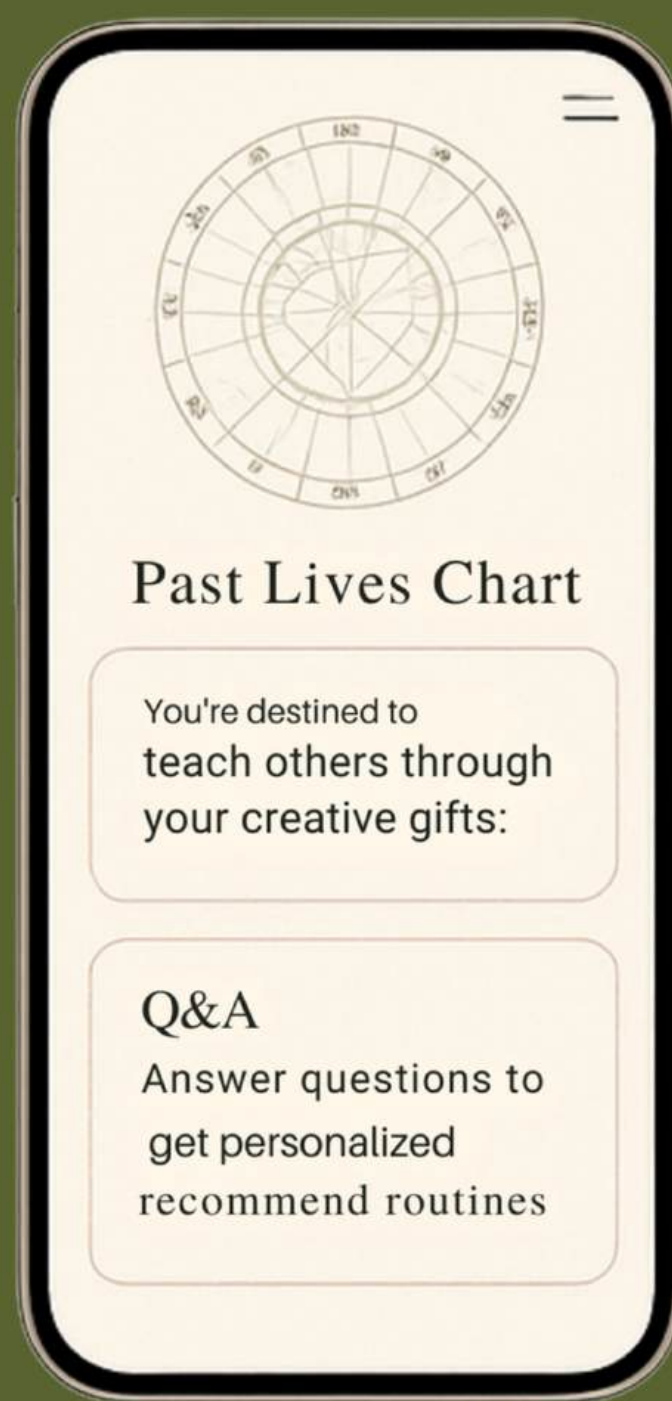 Past Lives Chart
You're destined to
teach others through
your creative gifts:
Q&A
Answer questions to
get personalized
recommend routines